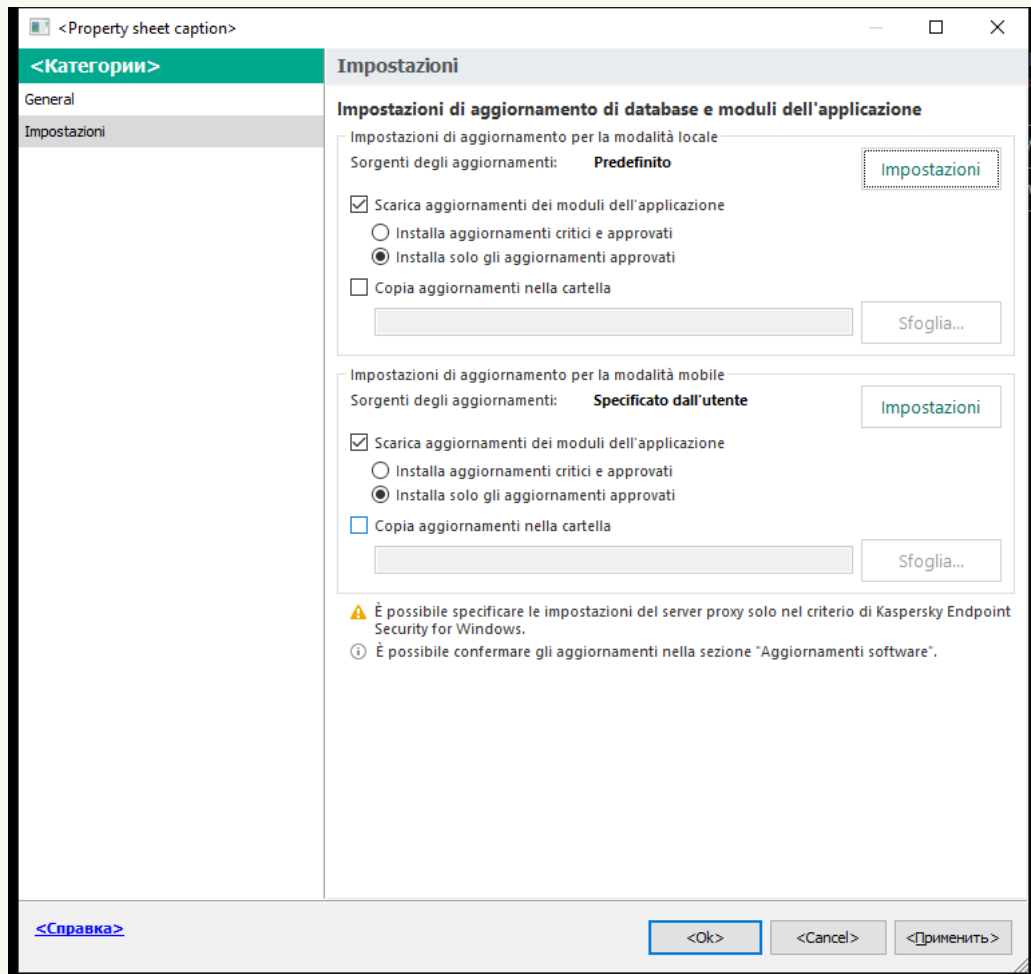 <Property sheet caption>
<Категории>
General
Impostazioni
Impostazioni
Impostazioni di aggiornamento di database e moduli dell'applicazione
Impostazioni di aggiornamento per la modalità locale
Sorgenti degli aggiornamenti: Predefinito
Impostazioni
Scarica aggiornamenti dei moduli dell'applicazione
Installa aggiornamenti critici e approvati
Installa solo gli aggiornamenti approvati
Copia aggiornamenti nella cartella
Sfoglia...
Impostazioni di aggiornamento per la modalità mobile
Sorgenti degli aggiornamenti: Specificato dall'utente
Impostazioni
Scarica aggiornamenti dei moduli dell'applicazione
Installa aggiornamenti critici e approvati
Installa solo gli aggiornamenti approvati
Copia aggiornamenti nella cartella
Sfoglia...
È possibile specificare le impostazioni del server proxy solo nel criterio di Kaspersky Endpoint
Security for Windows.
È possibile confermare gli aggiornamenti nella sezione "Aggiornamenti software".
<Справка>
<Ok> <Cancel> <Применить>